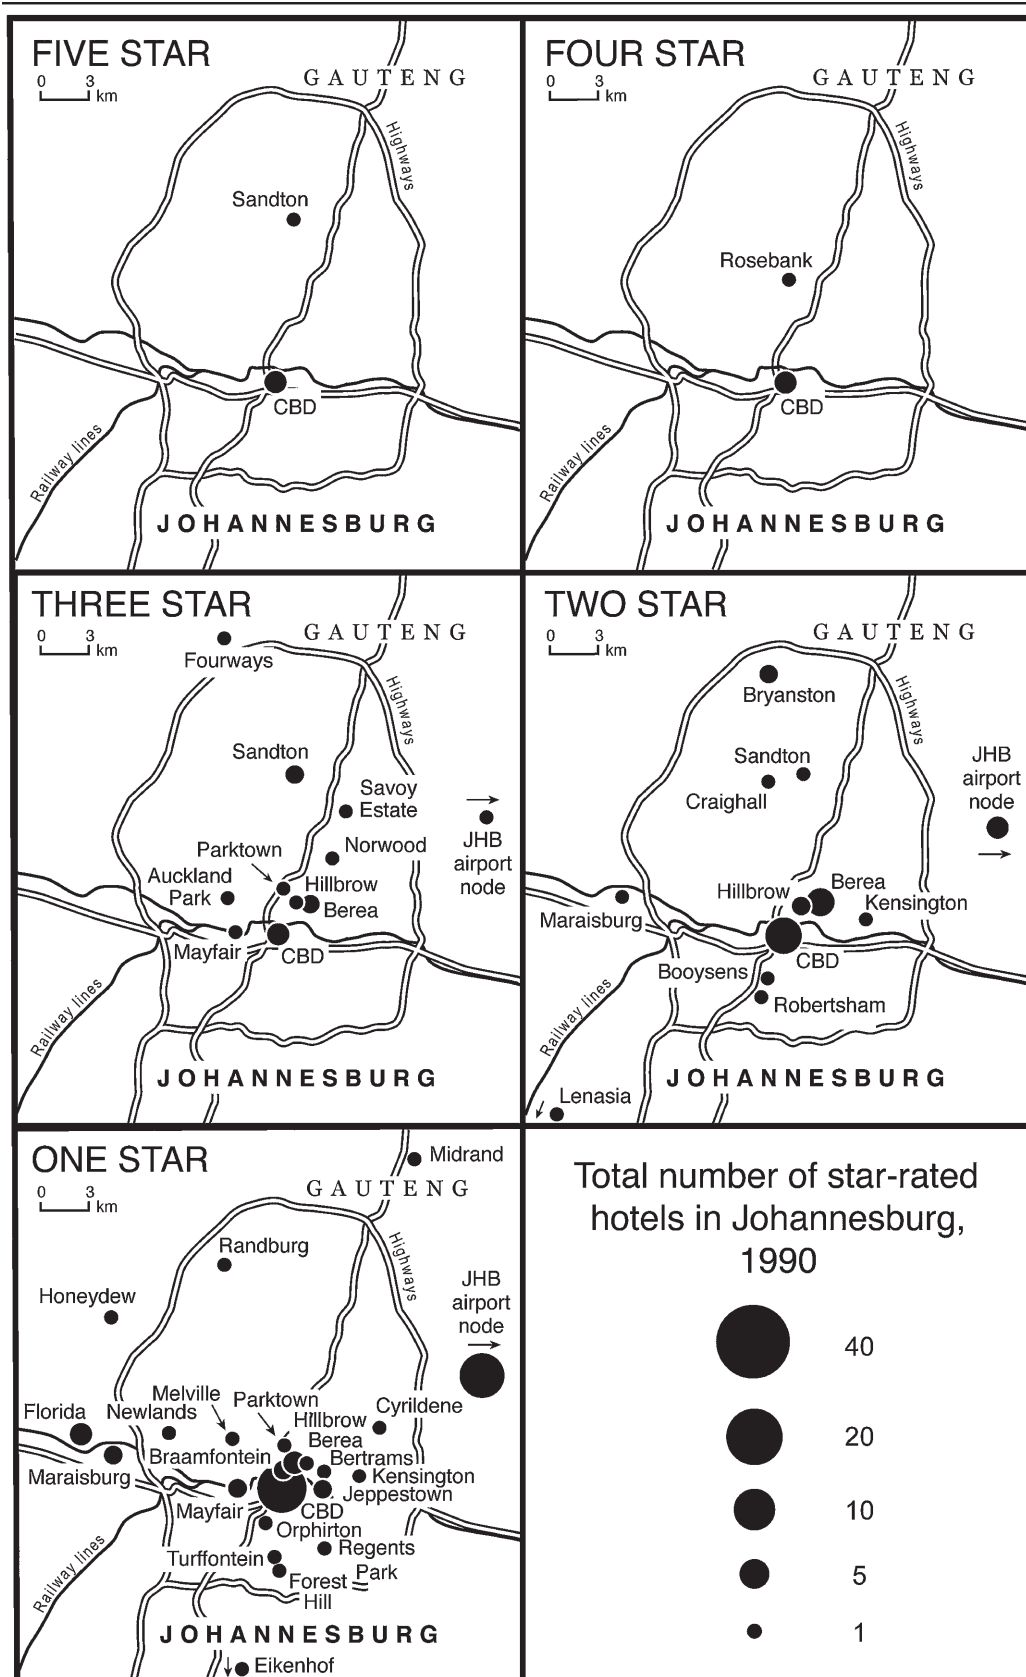 FIVE STAR
0 3
km
GAUTENG
Highways
Sandton
CBD
Railway lines
JOHANNESBURG
FOUR STAR
0 3
km
GAUTENG
Highways
Rosebank
CBD
Railway lines
JOHANNESBURG
THREE STAR
0 3
km
GAUTENG
Fourways
Highways
Sandton
Savoy
Estate
JHB
airport
node
Norwood
Parktown
Auckland
Park
Hillbrow
Berea
Mayfair
CBD
Railway lines
JOHANNESBURG
TWO STAR
0 3
km
GAUTENG
Highways
Bryanston
Sandton
Craighall
JHB
airport
node
Hillbrow
Berea
Kensington
Maraisburg
CBD
Booysens
Robertsham
Railway lines
JOHANNESBURG
Lenasia
ONE STAR
0 3
km
Midrand
GAUTENG
Highways
Randburg
Honeydew
JHB
airport
node
Melville
Parktown
Florida
Newlands
Cyrildene
Hillbrow
Berea
Braamfontein
Bertrams
Maraisburg
Kensington
Jeppestown
Mayfair
CBD
Orphirton
Regents
Park
Turffontein
Forest
Hill
Railway lines
JOHANNESBURG
Eikenhof
Total number of star-rated
hotels in Johannesburg,
1990
40
20
10
5
1